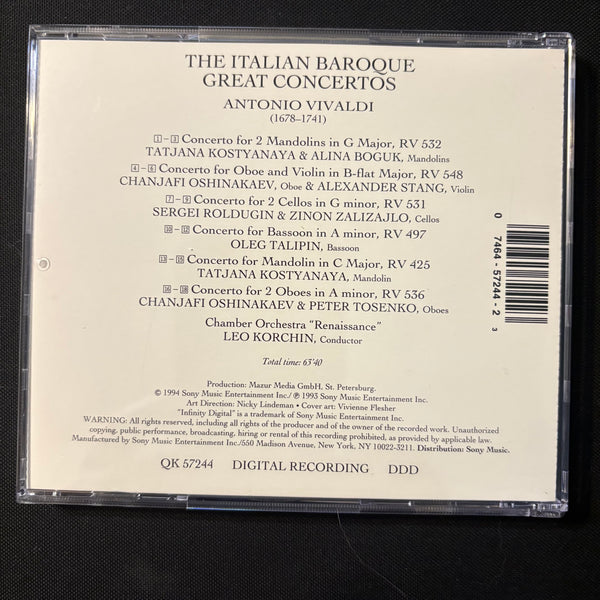 THE ITALIAN BAROQUE
GREAT CONCERTOS
ANTONIO VIVALDI
(1678–1741)
1 – 3 Concerto for 2 Mandolins in G Major, RV 532
TATJANA KOSTYANAYA & ALINA BOGUK, Mandolins
4 – 6 Concerto for Oboe and Violin in B-flat Major, RV 548
CHANJAFI OSHINAKAEV, Oboe & ALEXANDER STANG, Violin
7 – 9 Concerto for 2 Cellos in G minor, RV 531
SERGEI ROLDUGIN & ZINON ZALIZAJLO, Cellos
10 – 12 Concerto for Bassoon in A minor, RV 497
OLEG TALIPIN, Bassoon
13 – 15 Concerto for Mandolin in C Major, RV 425
TATJANA KOSTYANAYA, Mandolin
16 – 18 Concerto for 2 Oboes in A minor, RV 536
CHANJAFI OSHINAKAEV & PETER TOSENKO, Oboes
Chamber Orchestra "Renaissance"
LEO KORCHIN, Conductor
Total time: 63'40
Production: Mazur Media GmbH. St. Petersburg.
© 1994 Sony Music Entertainment Inc./ ℗ 1993 Sony Music Entertainment Inc.
Art Direction: Nicky Lindeman • Cover art: Vivienne Flesher
"Infinity Digital" is a trademark of Sony Music Entertainment Inc.
WARNING: All rights reserved, including all rights of the producer and of the owner of the recorded work. Unauthorized
copying, public performance, broadcasting, hiring or rental of this recording prohibited, as provided by applicable law.
Manufactured by Sony Music Entertainment Inc./550 Madison Avenue, New York, NY 10022-3211. Distribution: Sony Music.
QK 57244 DIGITAL RECORDING DDD
0 7464-57244-2 3